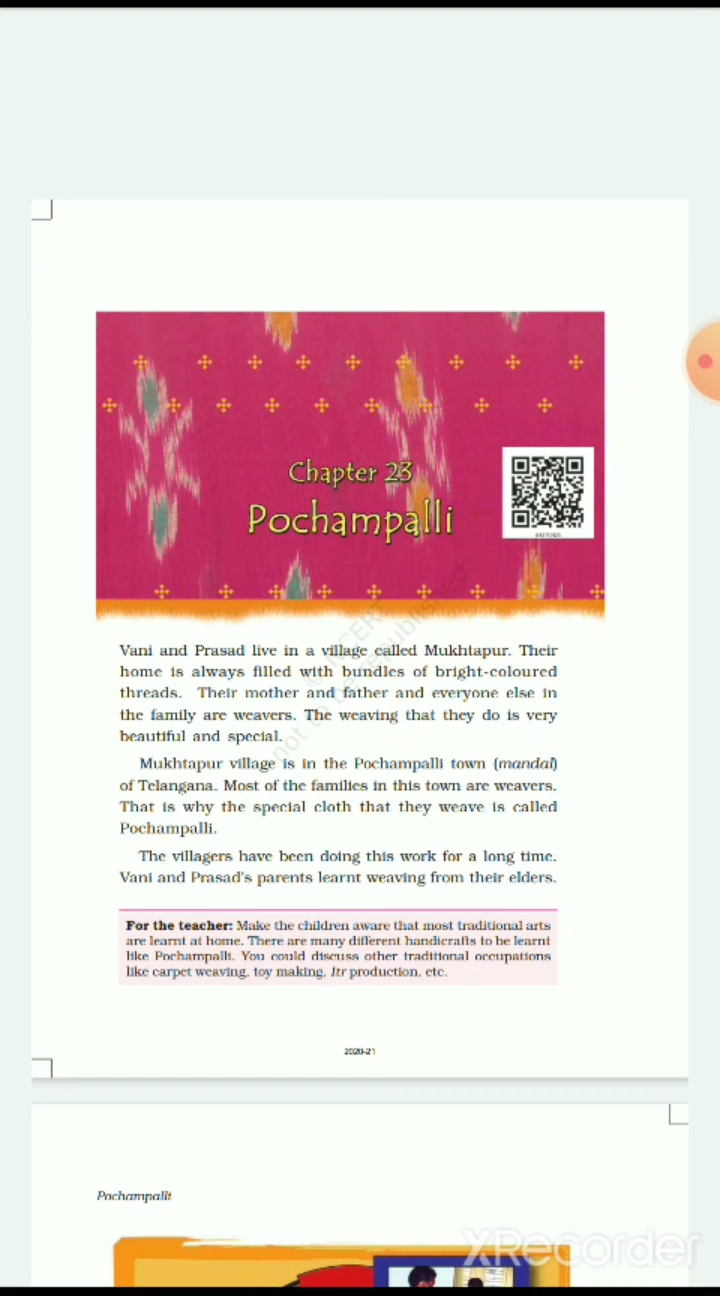 Chapter 23
Pochampalli
Vani and Prasad live in a village called Mukhtapur. Their
home is always filled with bundles of bright-coloured
threads. Their mother and father and everyone else in
the family are weavers. The weaving that they do is very
beautiful and special.
Mukhtapur village is in the Pochampalli town (mandal)
of Telangana. Most of the families in this town are weavers.
That is why the special cloth that they weave is called
Pochampalli.
The villagers have been doing this work for a long time.
Vani and Prasad's parents learnt weaving from their elders.
For the teacher: Make the children aware that most traditional arts
are learnt at home. There are many different handicrafts to be learnt
like Pochampalli. You could discuss other traditional occupations
like carpet weaving, toy making, Itr production, etc.
© NCERT
not to be republished
2020-21
Pochampalli
XRecorder